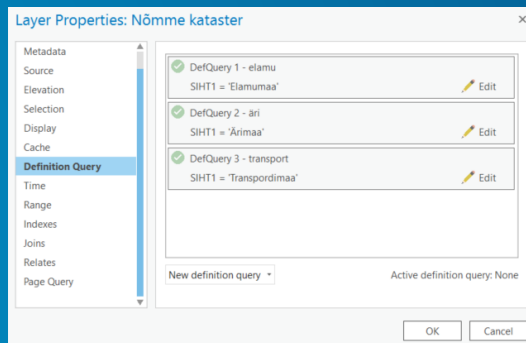 Layer Properties: Nõmme kataster
Metadata
Source
Elevation
Selection
Display
Cache
Definition Query
Time
Range
Indexes
Joins
Relates
Page Query
DefQuery 1 - elamu
SIHT1 = 'Elamumaa'
Edit
DefQuery 2 - äri
SIHT1 = 'Ärimaa'
Edit
DefQuery 3 - transport
SIHT1 = 'Transpordimaa'
Edit
New definition query
Active definition query: None
OK
Cancel